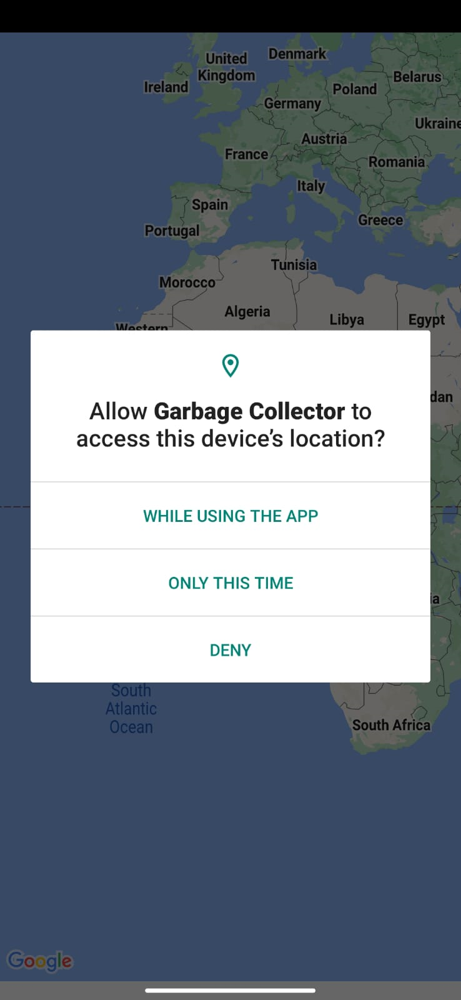 Denmark
United
Kingdom
Belarus
Ireland
Poland
Germany
Ukraine
Austria
France
Romania
Italy
Spain
Greece
Portugal
Tunisia
Morocco
Algeria
Libya
Egypt
Western
dan
Allow Garbage Collector to
access this device’s location?
WHILE USING THE APP
ONLY THIS TIME
ia
DENY
South
Atlantic
Ocean
South Africa
Google